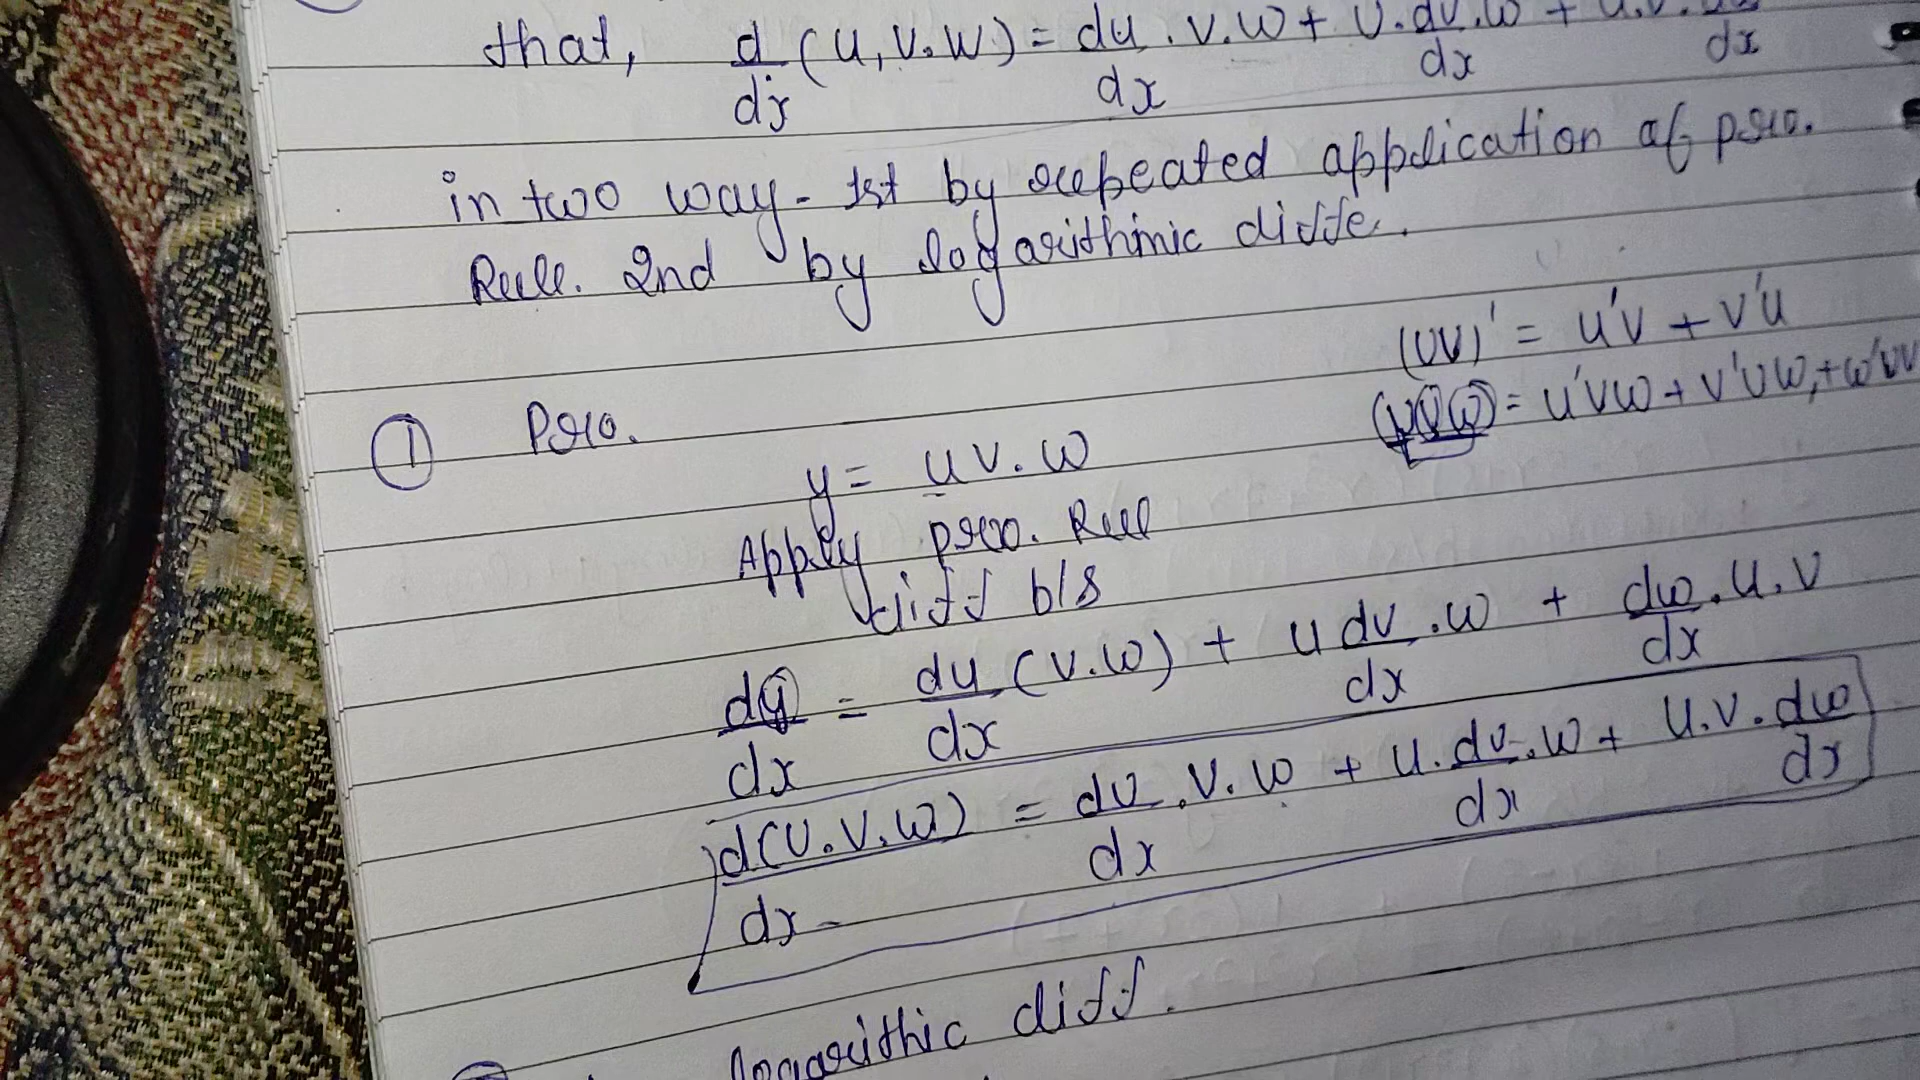 that, d/dx (u, v. w) = du/dx . v. w + u. dv/dx . w + u. v.
in two way - 1st by repeated application of pro.
Rule. 2nd by logarithmic diffe.
(uv)' = u'v + v'u
(uvw) = u'vw + v'uw + w'uv
① Pro.
y = uv. w
Apply pro. Rule
diff b/s
dy/dx = du/dx (v. w) + u dv/dx . w + dw/dx . u. v
d(u. v. w)/dx = du/dx . v. w + u. dv/dx . w + u. v. dw/dx
logarithic diff.